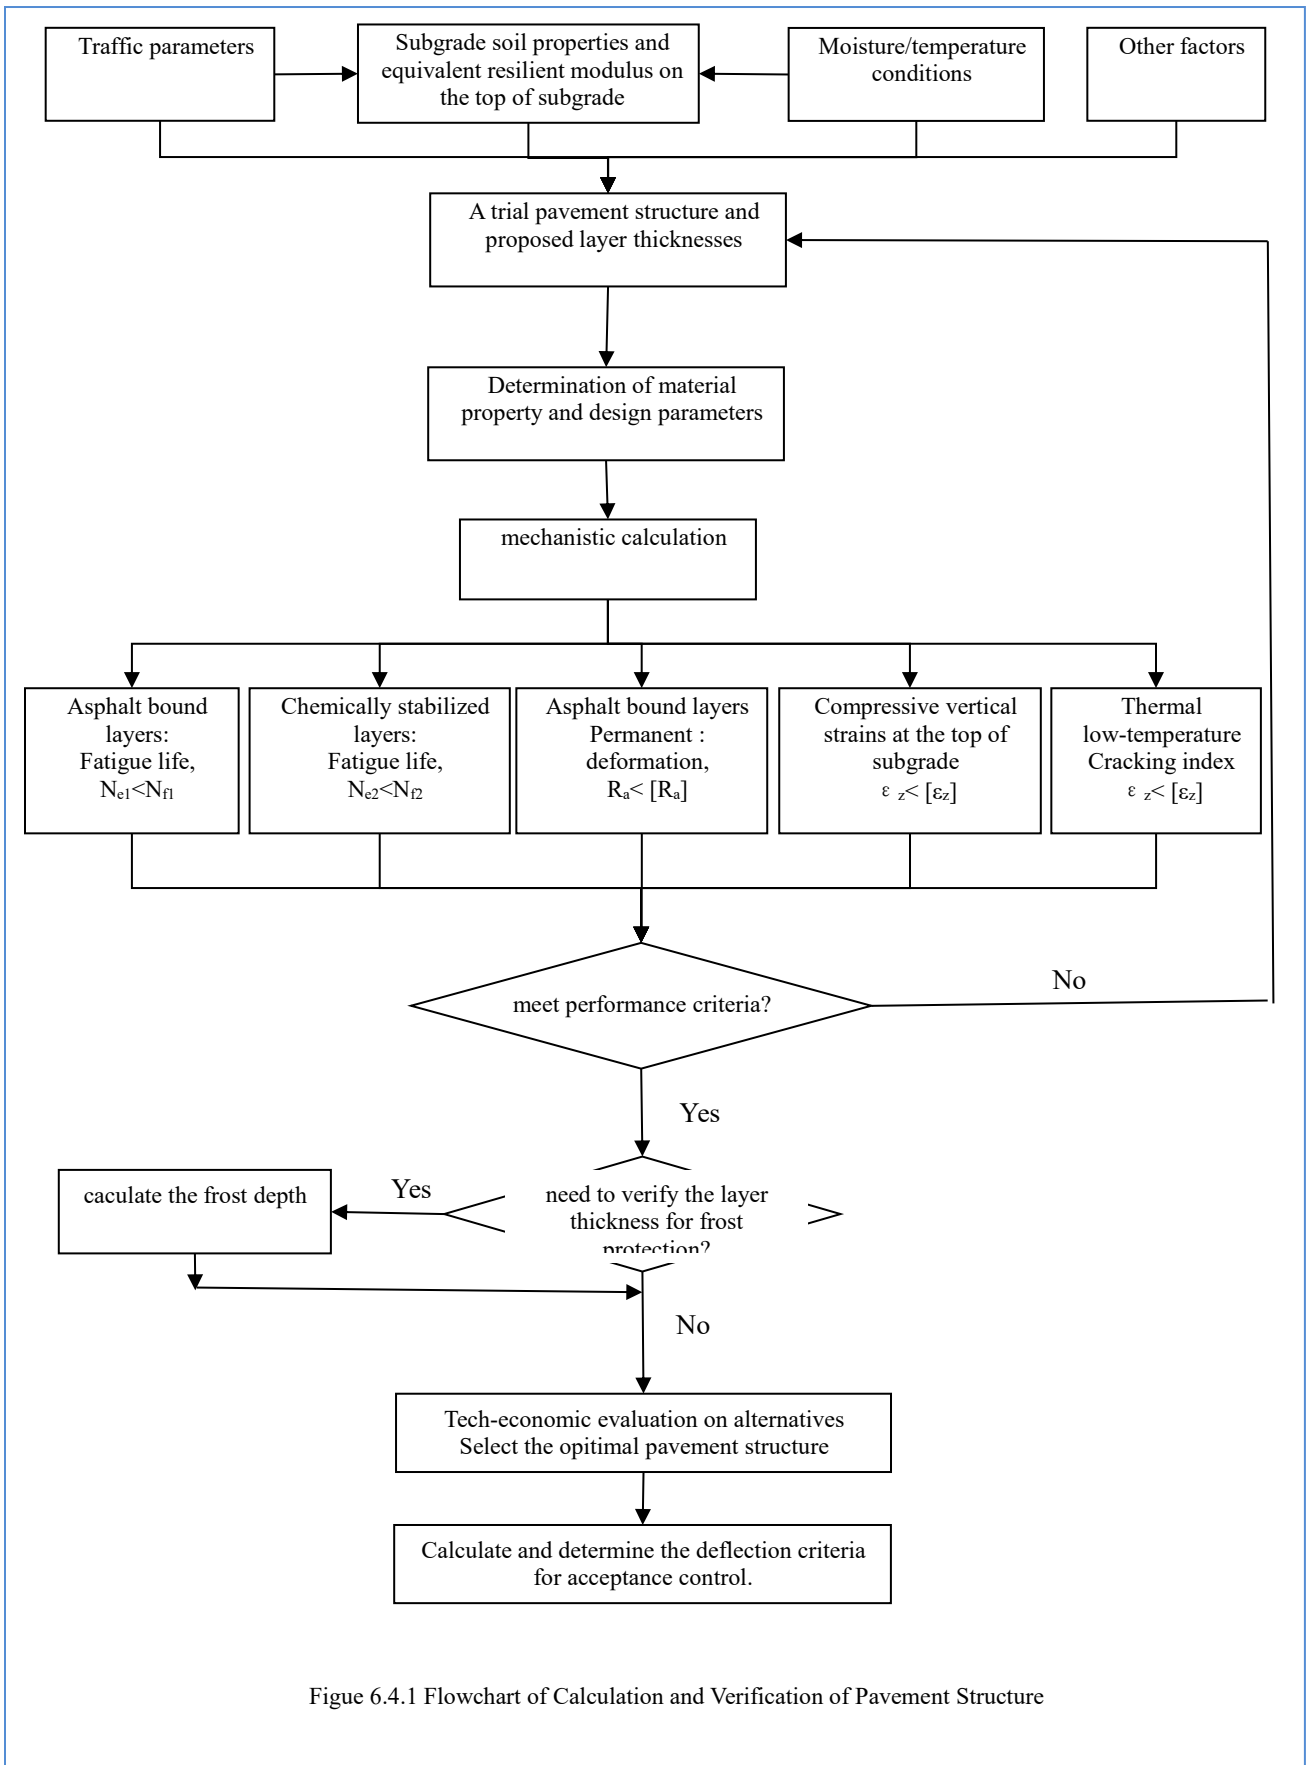 Traffic parameters
Subgrade soil properties and
equivalent resilient modulus on
the top of subgrade
Moisture/temperature
conditions
Other factors
A trial pavement structure and
proposed layer thicknesses
Determination of material
property and design parameters
mechanistic calculation
Asphalt bound
layers:
Fatigue life,
Ne1<Nf1
Chemically stabilized
layers:
Fatigue life,
Ne2<Nf2
Asphalt bound layers
Permanent :
deformation,
Ra< [Ra]
Compressive vertical
strains at the top of
subgrade
ε z< [εz]
Thermal
low-temperature
Cracking index
ε z< [εz]
meet performance criteria?
No
Yes
need to verify the layer
thickness for frost
protection?
Yes
caculate the frost depth
No
Tech-economic evaluation on alternatives
Select the opitimal pavement structure
Calculate and determine the deflection criteria
for acceptance control.
Figue 6.4.1 Flowchart of Calculation and Verification of Pavement Structure